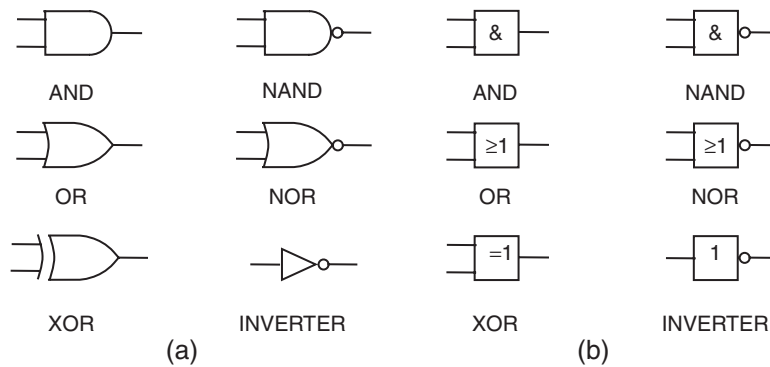 & &
AND NAND AND NAND
≥1 ≥1
OR NOR OR NOR
=1 1
XOR INVERTER XOR INVERTER
(a) (b)